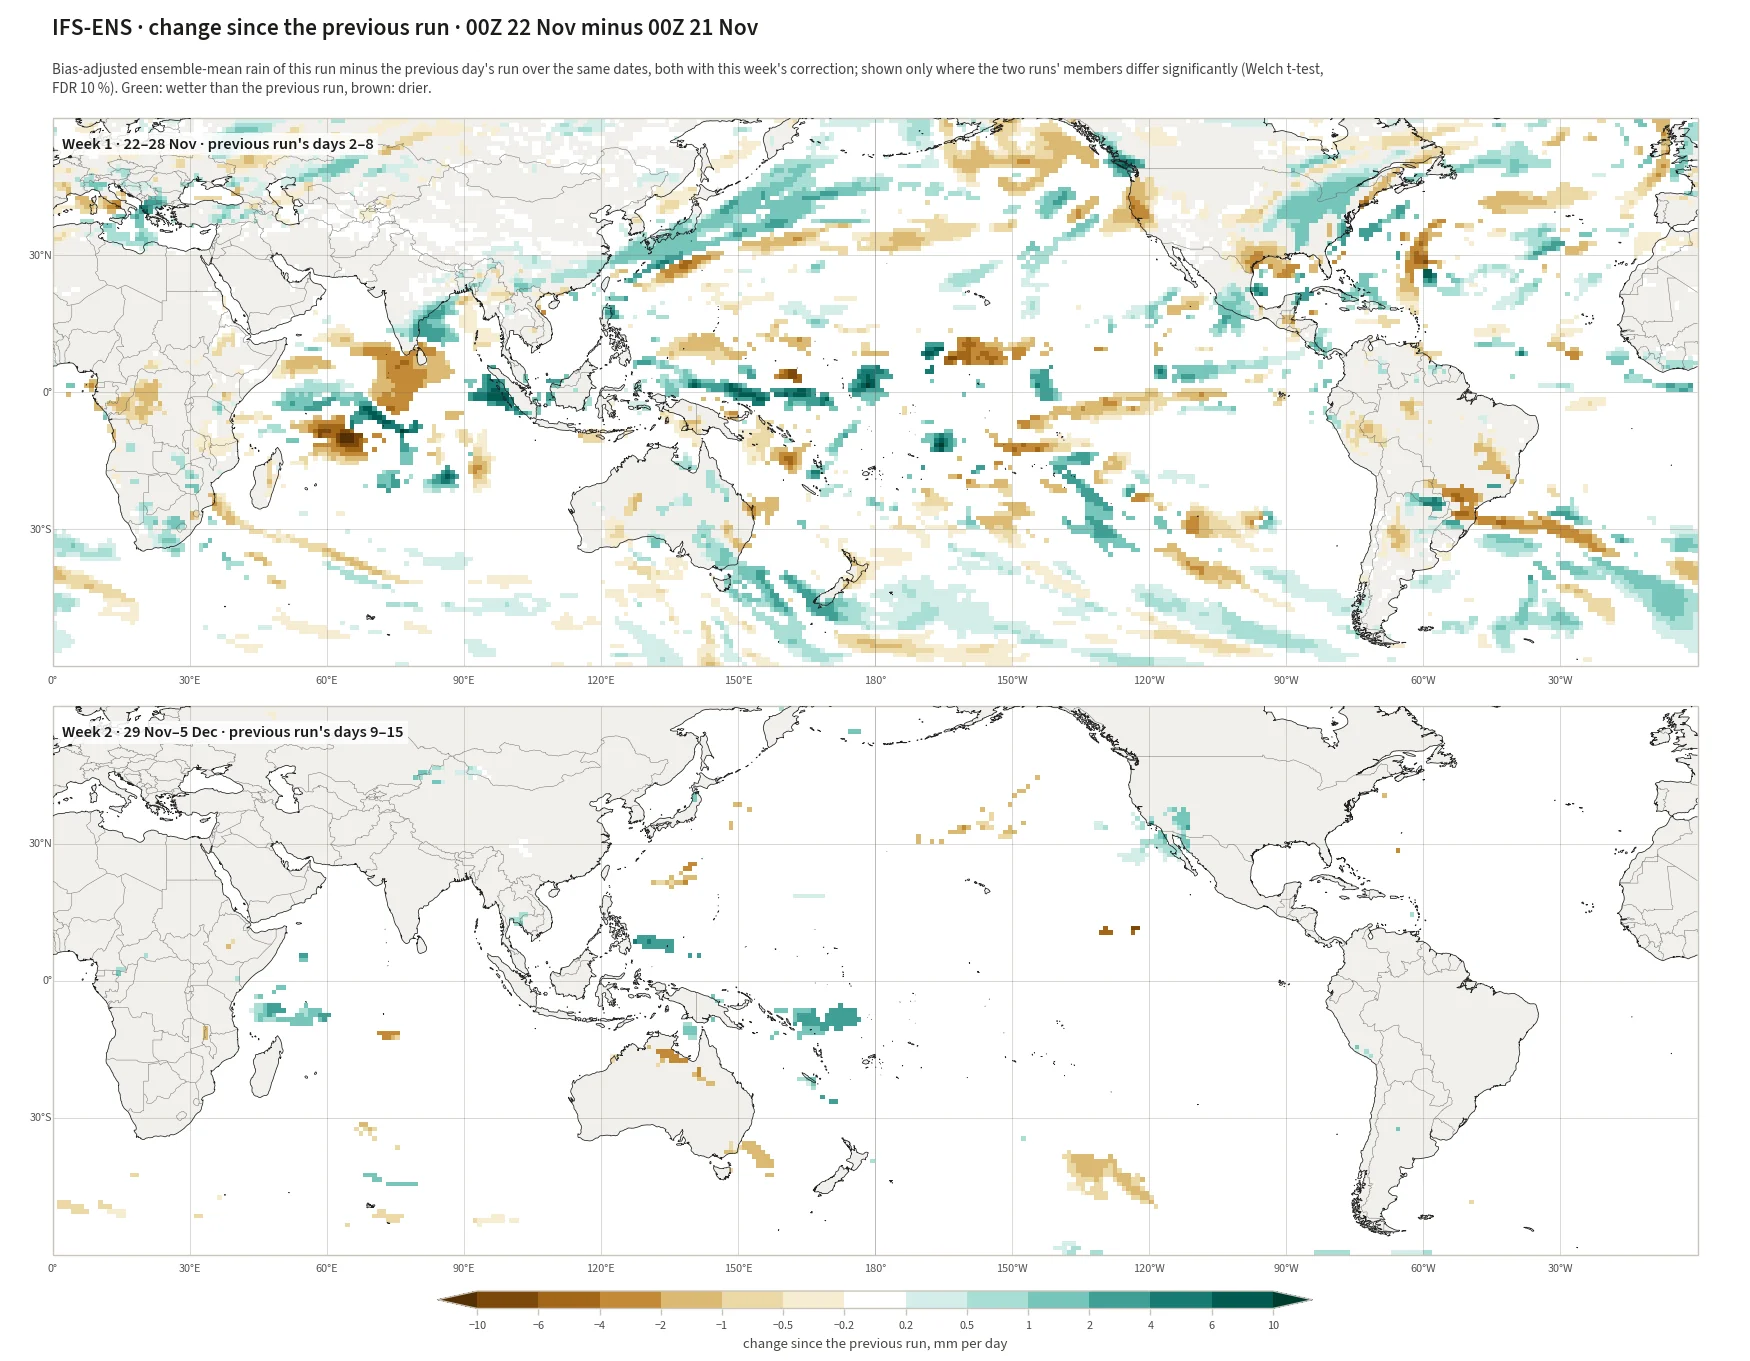 IFS-ENS · change since the previous run · 00Z 22 Nov minus 00Z 21 Nov
Bias-adjusted ensemble-mean rain of this run minus the previous day's run over the same dates, both with this week's correction; shown only where the two runs' members differ significantly (Welch t-test,
FDR 10 %). Green: wetter than the previous run, brown: drier.
Week 1 · 22–28 Nov · previous run's days 2–8
30°N
0°
30°S
0° 30°E 60°E 90°E 120°E 150°E 180° 150°W 120°W 90°W 60°W 30°W
Week 2 · 29 Nov–5 Dec · previous run's days 9–15
30°N
0°
30°S
0° 30°E 60°E 90°E 120°E 150°E 180° 150°W 120°W 90°W 60°W 30°W
−10 −6 −4 −2 −1 −0.5 −0.2 0.2 0.5 1 2 4 6 10
change since the previous run, mm per day